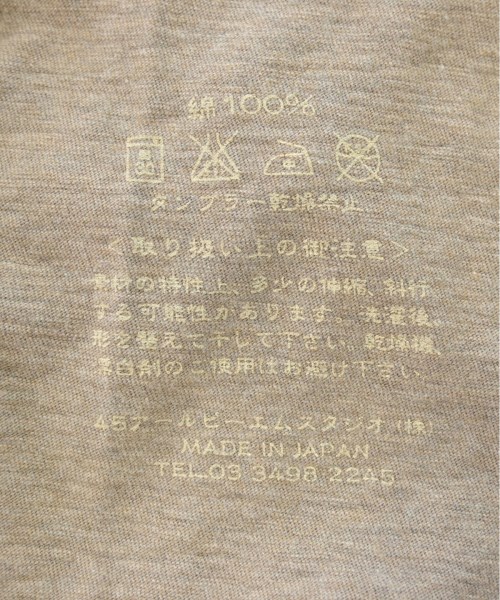 綿100%
タンブラー乾燥禁止
＜取り扱い上の御注意＞
素材の特性上、多少の伸縮、斜行
する可能性があります。洗濯後、
形を整えて干して下さい。乾燥機、
漂白剤のご使用はお避け下さい。
45アールピーエムスタジオ（株）
MADE IN JAPAN
TEL.03 3498 2245